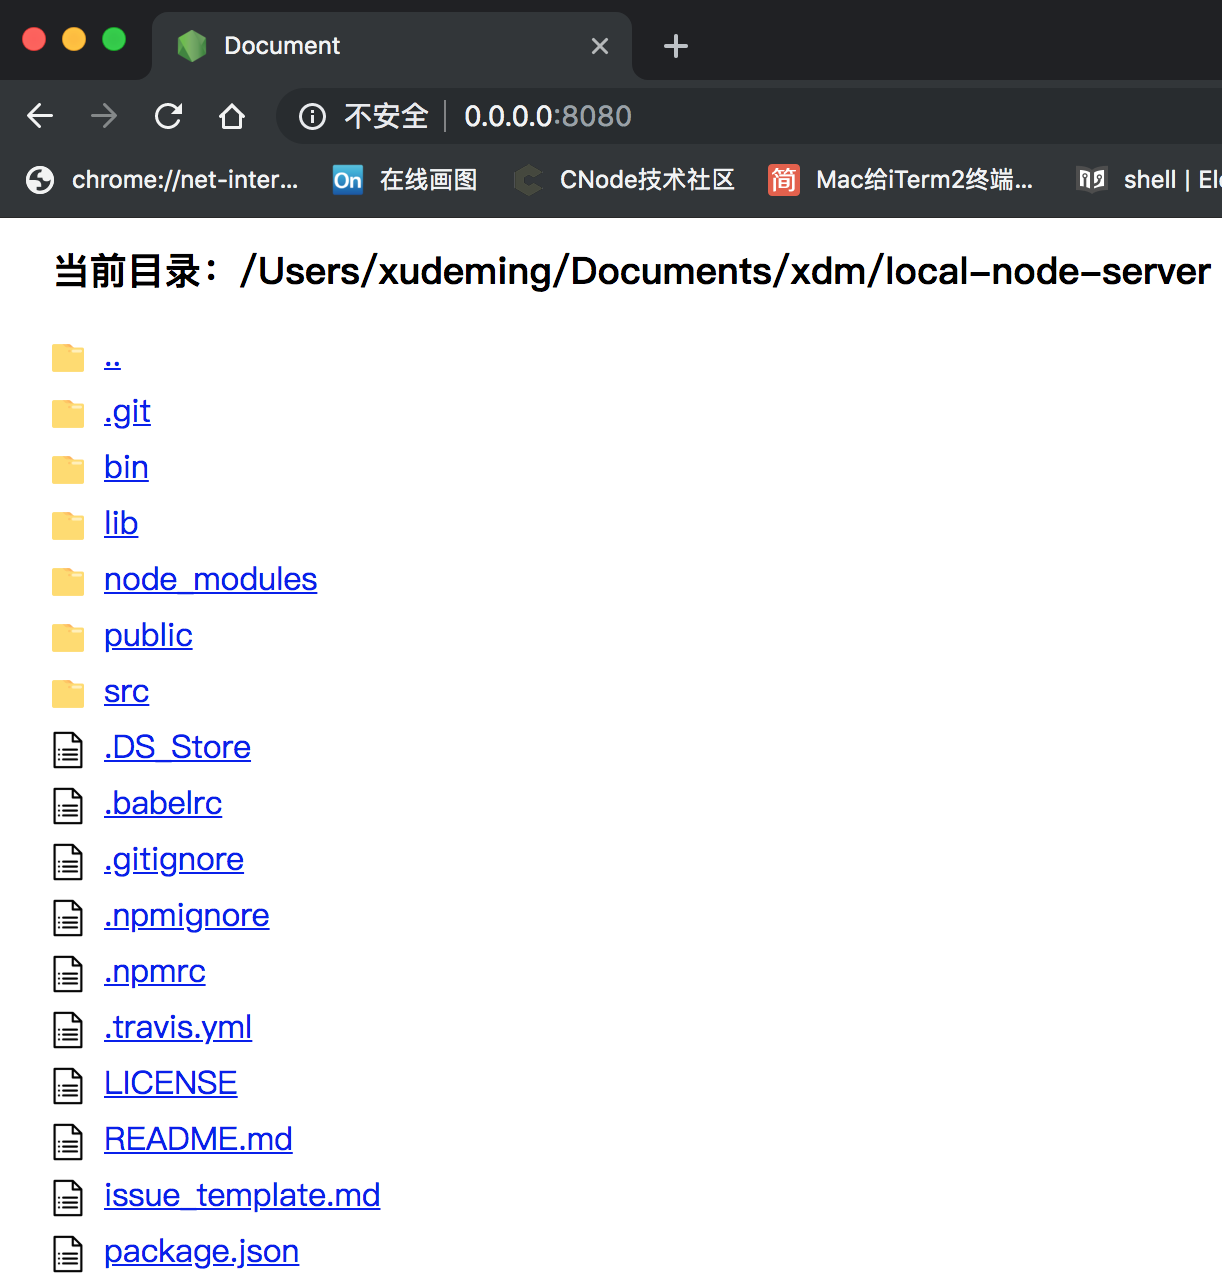 Document
不安全 0.0.0.0:8080
chrome://net-inter... On 在线画图 CNode技术社区 简 Mac给iTerm2终端... shell |
当前目录：/Users/xudeming/Documents/xdm/local-node-server
..
.git
bin
lib
node_modules
public
src
.DS_Store
.babelrc
.gitignore
.npmignore
.npmrc
.travis.yml
LICENSE
README.md
issue_template.md
package.json